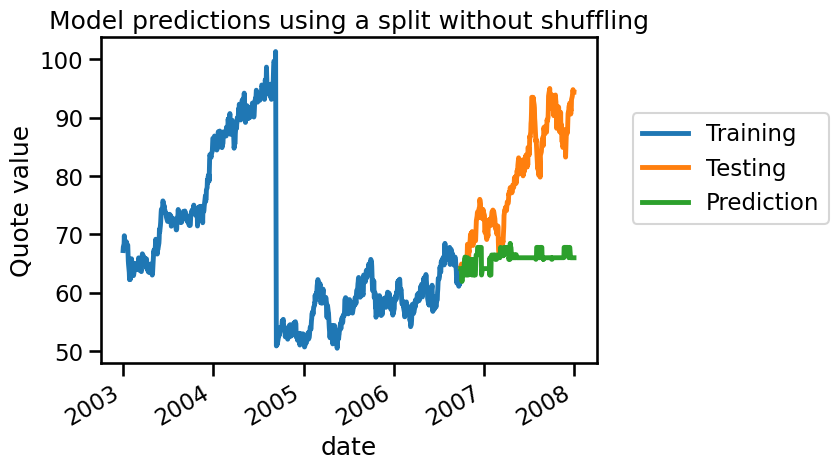 Model predictions using a split without shuffling
100
90
80
70
60
50
Quote value
2003
2004
2005
2006
2007
2008
date
Training
Testing
Prediction